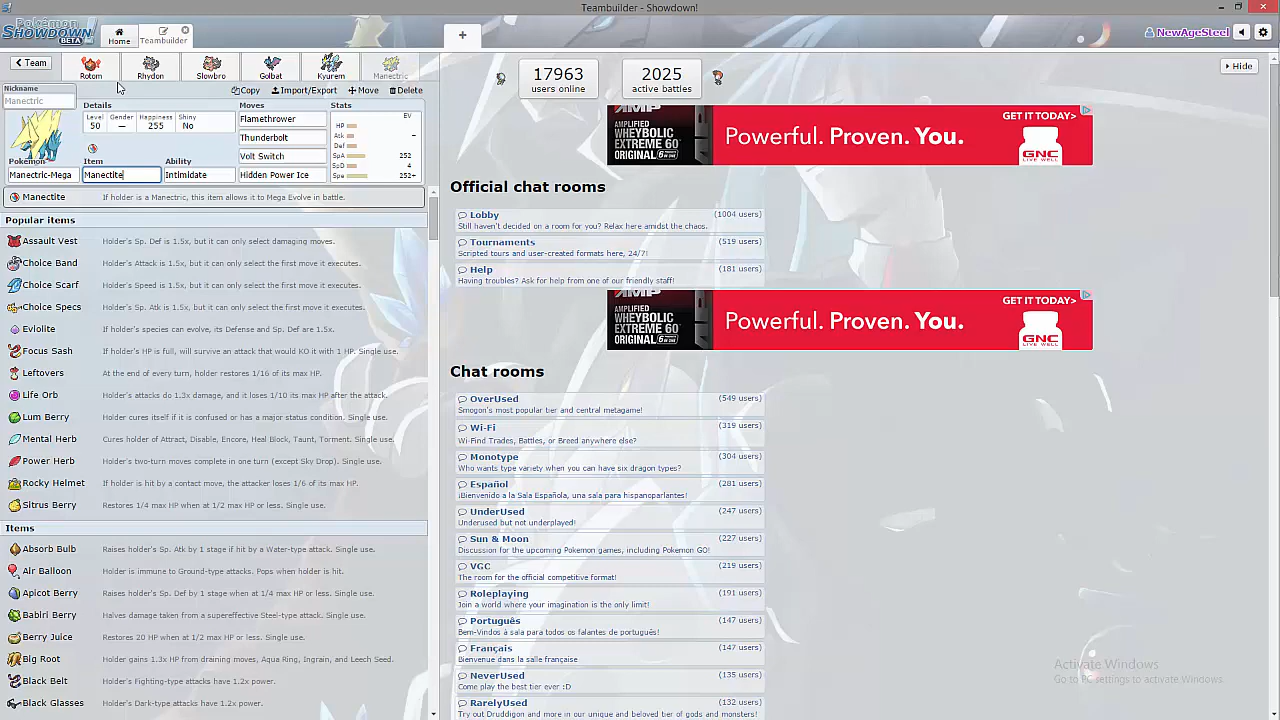 Teambuilder - Showdown!
Pokémon
SHOWDOWN
BETA
Home
Teambuilder
+
NewAgeSteel
< Team
Rotom
Rhydon
Slowbro
Golbat
Kyurem
Manectric
Copy
Import/Export
Move
Delete
Nickname
Manectric
Details
Level
50
Gender
—
Happiness
255
Shiny
No
Pokémon
Manectric-Mega
Item
Manectite
Ability
Intimidate
Moves
Flamethrower
Thunderbolt
Volt Switch
Hidden Power Ice
Stats
EV
HP
Atk -
Def
SpA 252
SpD 4
Spe 252+
Manectite If holder is a Manectric, this item allows it to Mega Evolve in battle.
Popular items
Assault Vest Holder's Sp. Def is 1.5x, but it can only select damaging moves.
Choice Band Holder's Attack is 1.5x, but it can only select the first move it executes.
Choice Scarf Holder's Speed is 1.5x, but it can only select the first move it executes.
Choice Specs Holder's Sp. Atk is 1.5x, but it can only select the first move it executes.
Eviolite If holder's species can evolve, its Defense and Sp. Def are 1.5x.
Focus Sash If holder's HP is full, will survive an attack that would KO it with 1 HP. Single use.
Leftovers At the end of every turn, holder restores 1/16 of its max HP.
Life Orb Holder's attacks do 1.3x damage, and it loses 1/10 its max HP after the attack.
Lum Berry Holder cures itself if it is confused or has a major status condition. Single use.
Mental Herb Cures holder of Attract, Disable, Encore, Heal Block, Taunt, Torment. Single use.
Power Herb Holder's two-turn moves complete in one turn (except Sky Drop). Single use.
Rocky Helmet If holder is hit by a contact move, the attacker loses 1/6 of its max HP.
Sitrus Berry Restores 1/4 max HP when at 1/2 max HP or less. Single use.
Items
Absorb Bulb Raises holder's Sp. Atk by 1 stage if hit by a Water-type attack. Single use.
Air Balloon Holder is immune to Ground-type attacks. Pops when holder is hit.
Apicot Berry Raises holder's Sp. Def by 1 stage when at 1/4 max HP or less. Single use.
Babiri Berry Halves damage taken from a supereffective Steel-type attack. Single use.
Berry Juice Restores 20 HP when at 1/2 max HP or less. Single use.
Big Root Holder gains 1.3x HP from draining moves, Aqua Ring, Ingrain, and Leech Seed.
Black Belt Holder's Fighting-type attacks have 1.2x power.
Black Glasses Holder's Dark-type attacks have 1.2x power.
17963
users online
2025
active battles
Hide
AMP
AMPLIFIED
WHEYBOLIC
EXTREME 60
ORIGINAL
Powerful. Proven. You.
GET IT TODAY>
GNC
LIVE WELL
Official chat rooms
Lobby (1004 users)
Still haven't decided on a room for you? Relax here amidst the chaos.
Tournaments (519 users)
Scripted tours and user-created formats here, 24/7!
Help (181 users)
Having troubles? Ask for help from one of our friendly staff!
AMP
AMPLIFIED
WHEYBOLIC
EXTREME 60
ORIGINAL
Powerful. Proven. You.
GET IT TODAY>
GNC
LIVE WELL
Chat rooms
OverUsed (549 users)
Smogon's most popular tier and central metagame!
Wi-Fi (319 users)
Wi-Find Trades, Battles, or Breed anywhere else?
Monotype (304 users)
Who wants type variety when you can have six dragon types?
Español (281 users)
¡Bienvenido a la Sala Española, una sala para hispanoparlantes!
UnderUsed (247 users)
Underused but not underplayed!
Sun & Moon (227 users)
Discussion for the upcoming Pokemon games, including Pokemon GO!
VGC (219 users)
The room for the official competitive format!
Roleplaying (191 users)
Join a world where your imagination is the only limit!
Português (147 users)
Bem-Vindos à sala para todos os falantes de português!
Français (147 users)
Bienvenue dans la salle française
NeverUsed (135 users)
Come play the best tier ever :D
RarelyUsed (132 users)
Try out Druddigon and more in our unique and beloved tier of gods and monsters!
Activate Windows
Go to PC settings to activate Windows.